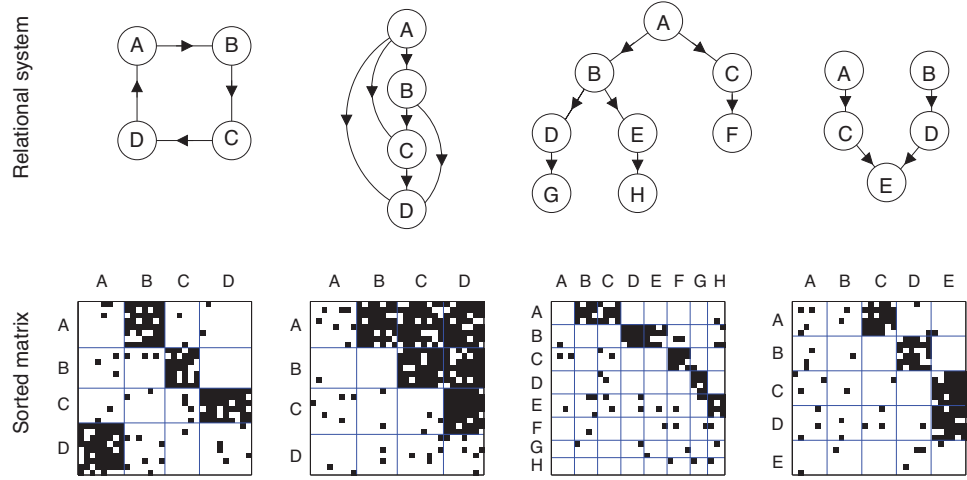 Relational system
A B
D C
A
B
C
D
A
B C
D E F
G H
A B
C D
E
Sorted matrix
A B C D
A
B
C
D
A B C D
A
B
C
D
A B C D E F G H
A
B
C
D
E
F
G
H
A B C D E
A
B
C
D
E